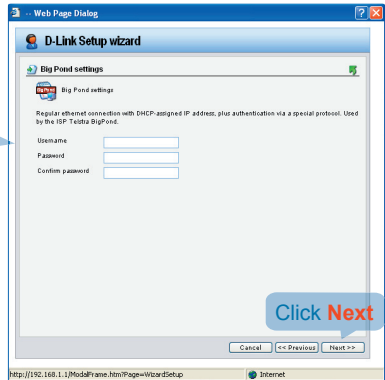 -- Web Page Dialog
D-Link Setup wizard
Big Pond settings
Big Pond settings
Regular ethernet connection with DHCP-assigned IP address, plus authentication via a special protocol. Used
by the ISP Telstra BigPond.
Username
Password
Confirm password
Click Next
Cancel << Previous Next >>
http://192.168.1.1/ModalFrame.htm?Page=WizardSetup Internet